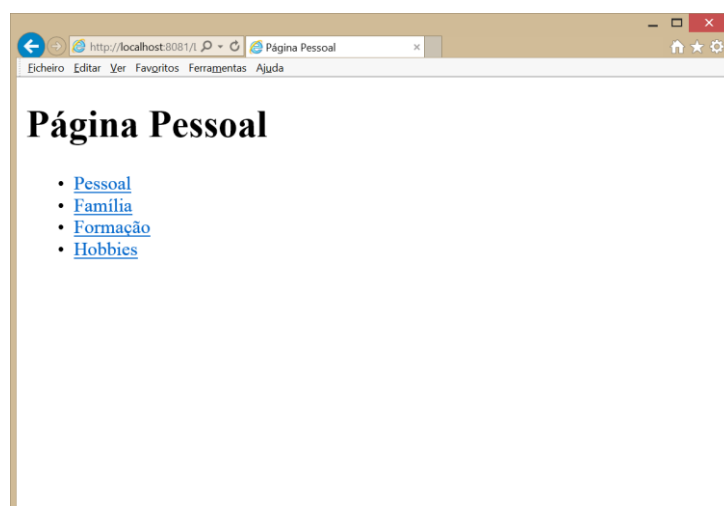 http://localhost:8081/l
Página Pessoal
Ficheiro Editar Ver Favoritos Ferramentas Ajuda
Página Pessoal
• Pessoal
• Família
• Formação
• Hobbies